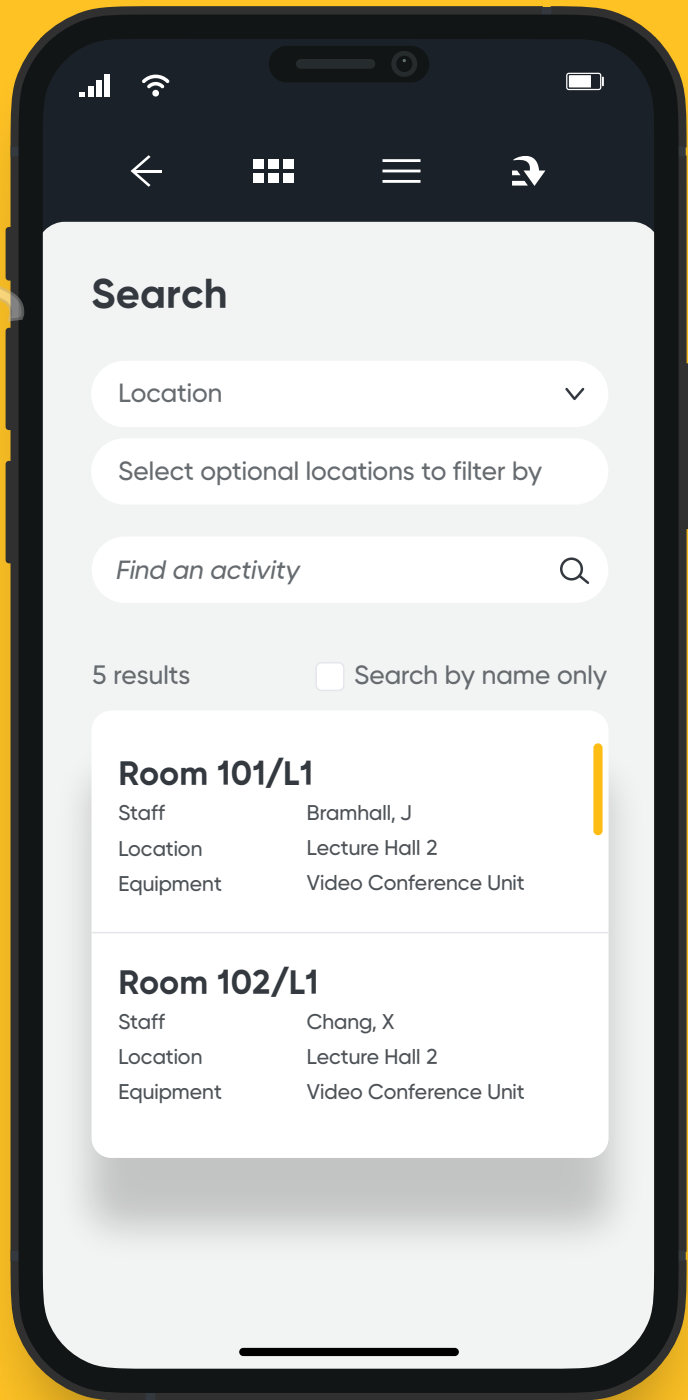 Search
Location
Select optional locations to filter by
Find an activity
5 results
Search by name only
Room 101/L1
Staff Bramhall, J
Location Lecture Hall 2
Equipment Video Conference Unit
Room 102/L1
Staff Chang, X
Location Lecture Hall 2
Equipment Video Conference Unit